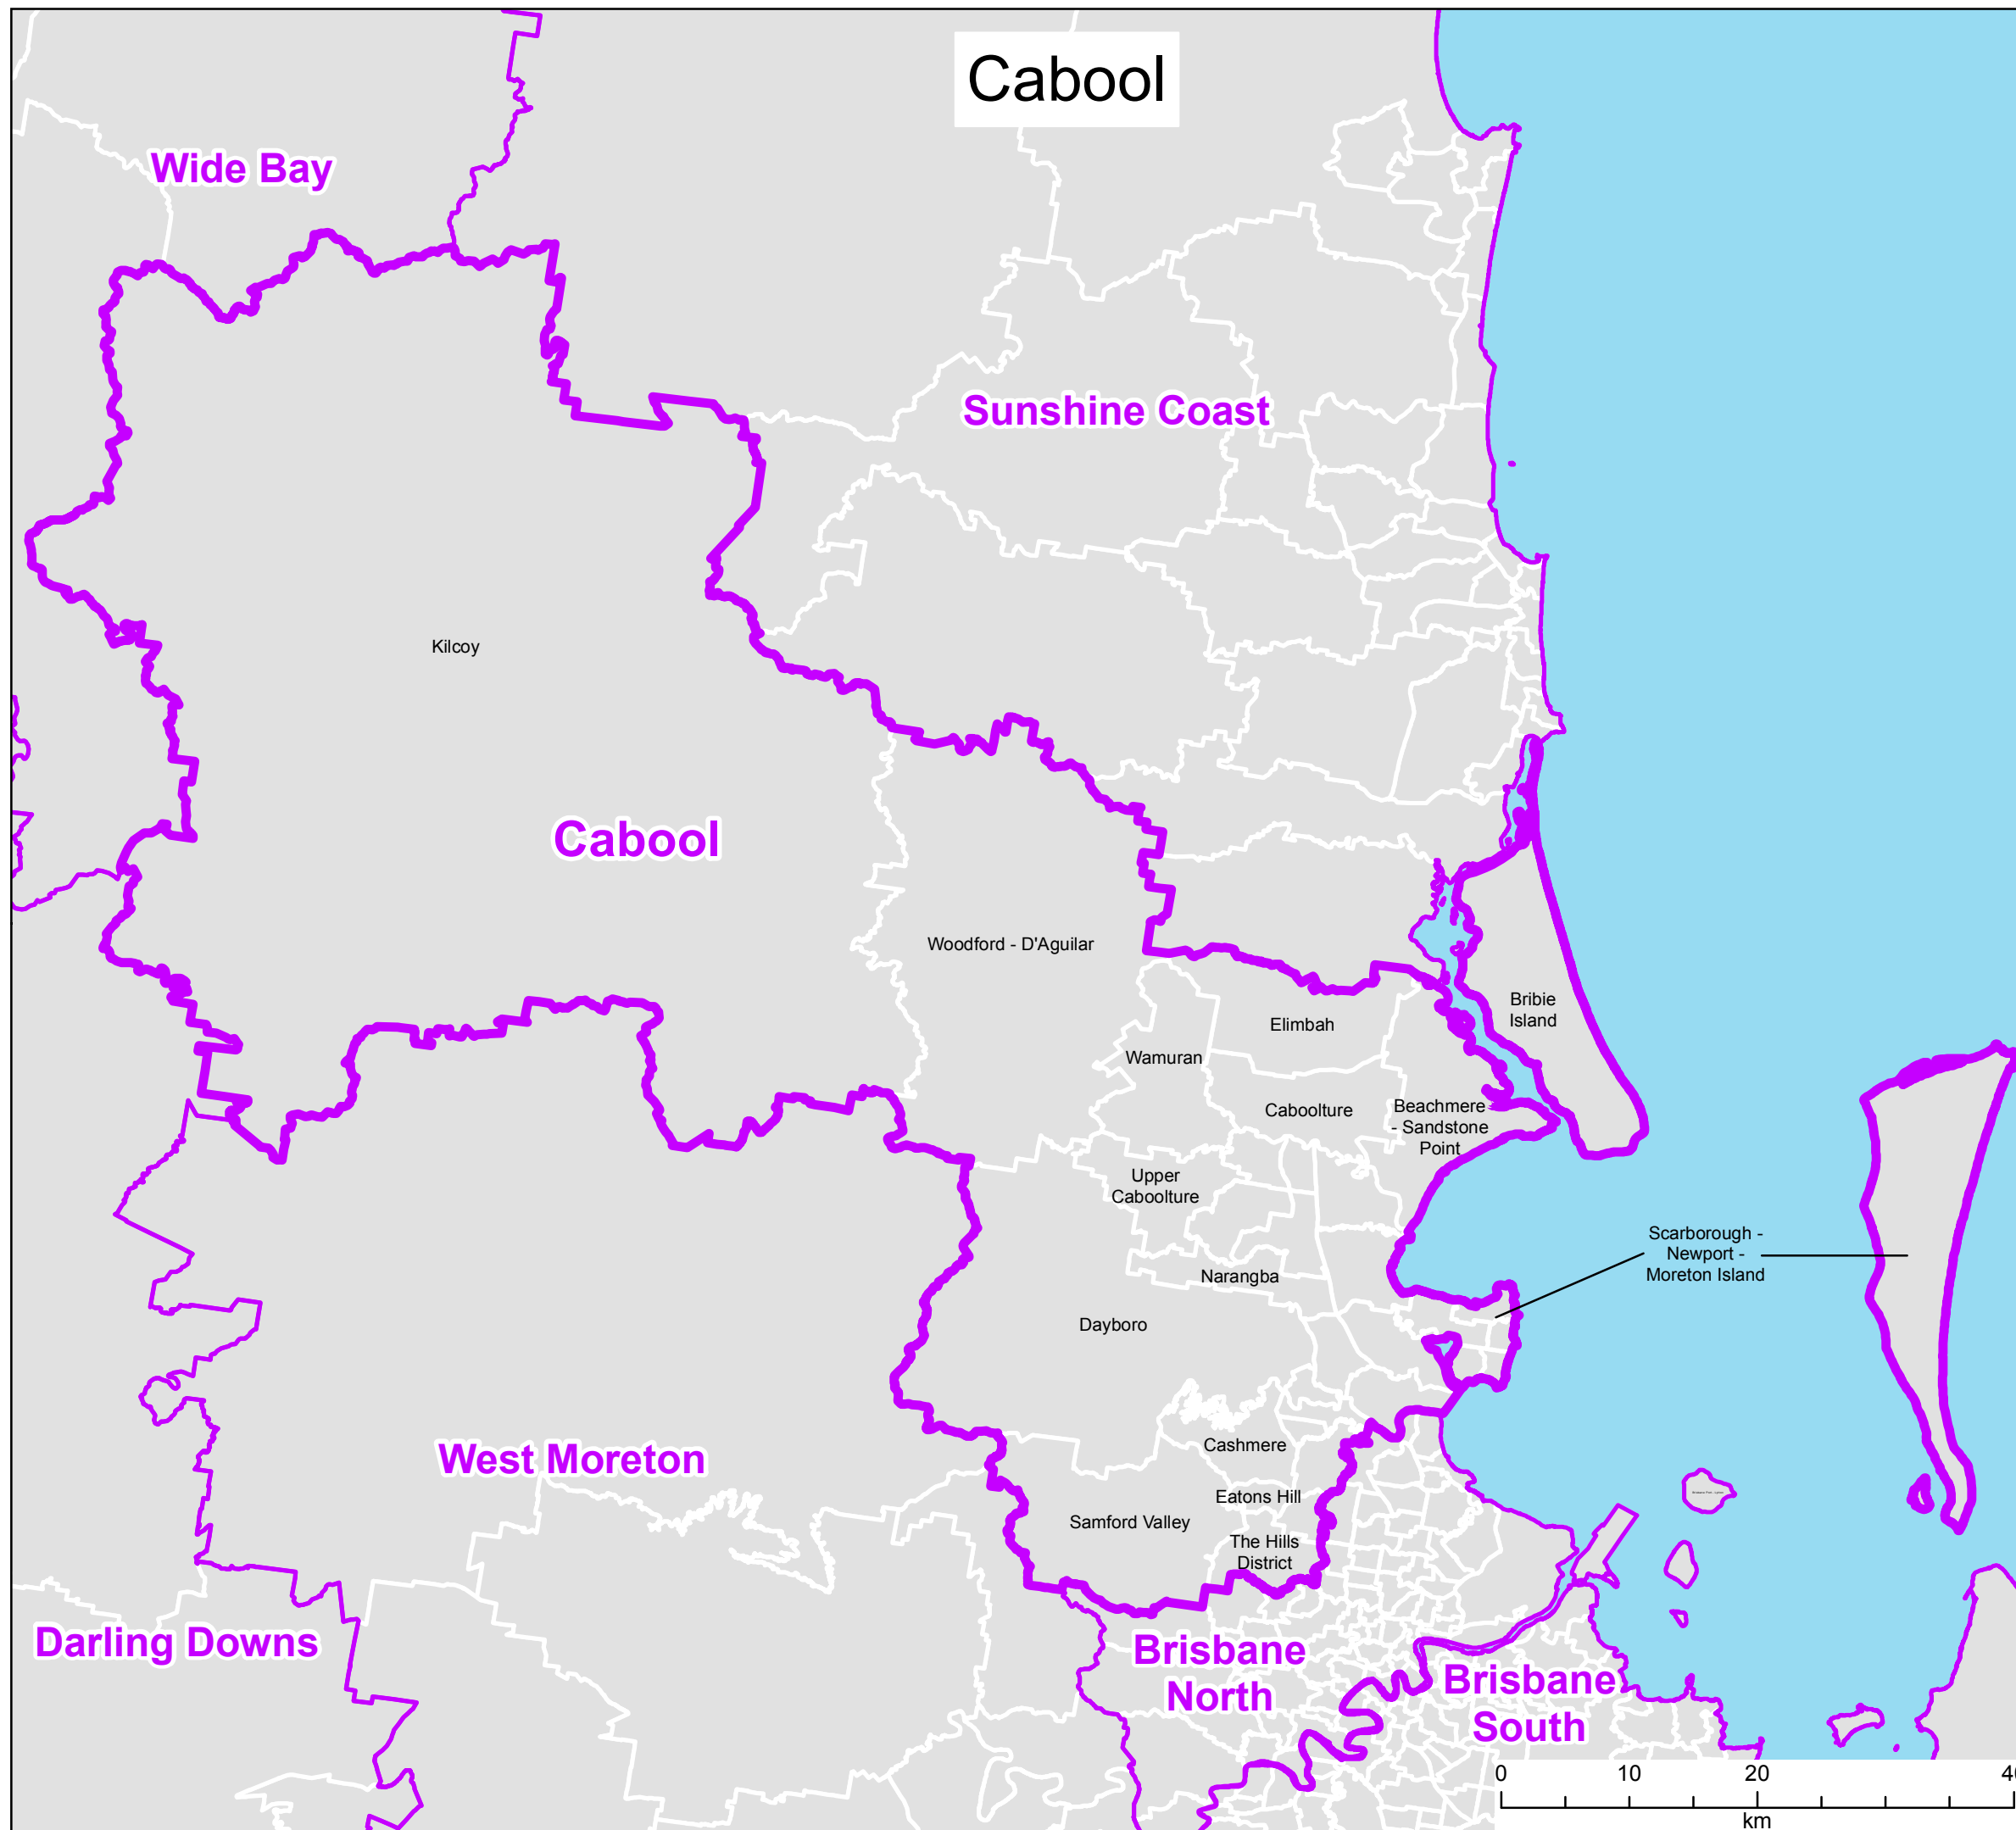 Cabool
Wide Bay
Sunshine Coast
Kilcoy
Cabool
Woodford - D'Aguilar
Bribie
Island
Elimbah
Wamuran
Caboolture
Beachmere
- Sandstone
Point
Upper
Caboolture
Scarborough -
Newport -
Moreton Island
Narangba
Dayboro
Cashmere
West Moreton
Eatons Hill
Samford Valley
The Hills
District
Darling Downs
Brisbane
North
Brisbane
South
0 10 20
km